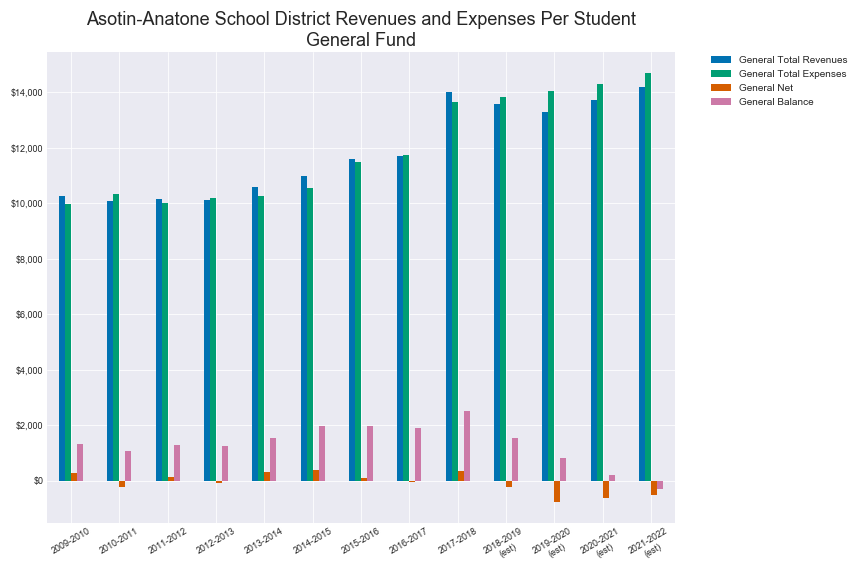 Asotin-Anatone School District Revenues and Expenses Per Student
General Fund
General Total Revenues
General Total Expenses
General Net
General Balance
$14,000
$12,000
$10,000
$8,000
$6,000
$4,000
$2,000
$0
2009-2010
2010-2011
2011-2012
2012-2013
2013-2014
2014-2015
2015-2016
2016-2017
2017-2018
2018-2019
(est)
2019-2020
(est)
2020-2021
(est)
2021-2022
(est)